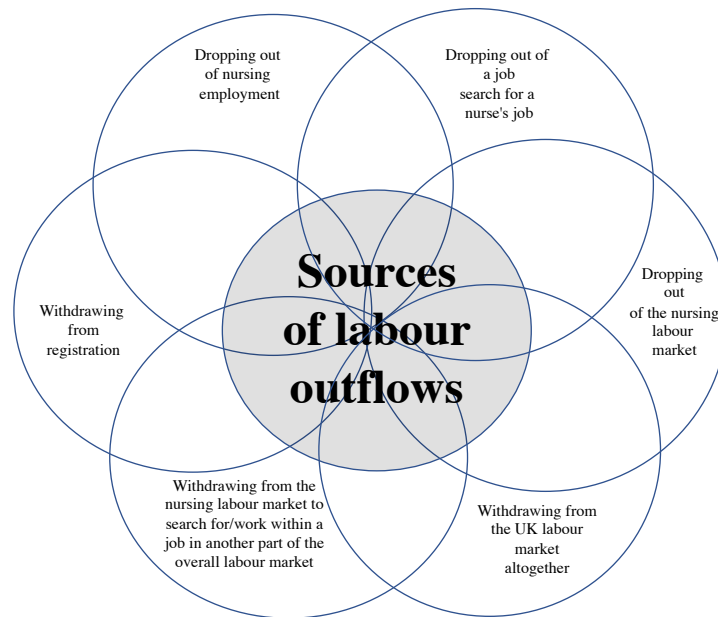 Dropping out
of nursing
employment
Dropping out of
a job
search for a
nurse's job
Sources
of labour
outflows
Dropping
out
of the nursing
labour
market
Withdrawing
from
registration
Withdrawing from the
nursing labour market to
search for/work within a
job in another part of the
overall labour market
Withdrawing from
the UK labour
market
altogether